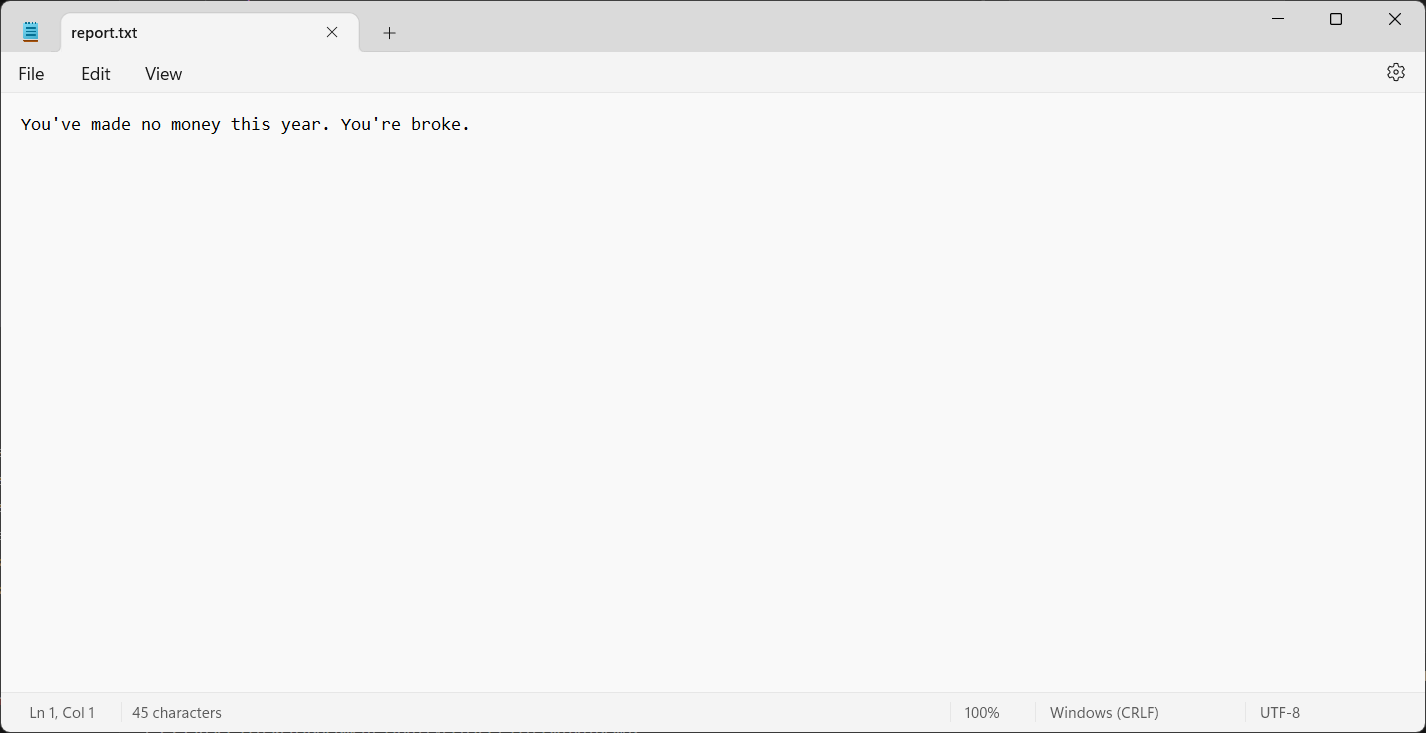 report.txt
File Edit View
You've made no money this year. You're broke.
Ln 1, Col 1 45 characters 100% Windows (CRLF) UTF-8